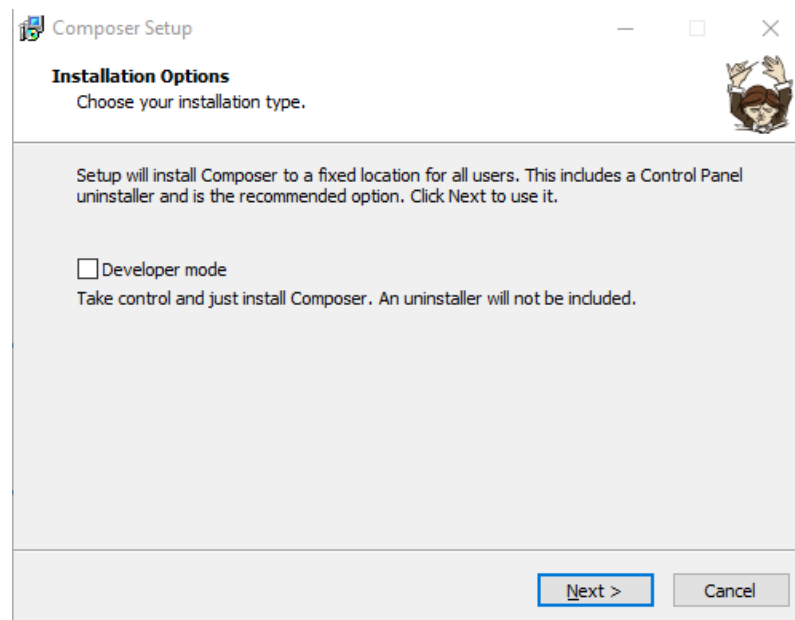 Composer Setup
Installation Options
Choose your installation type.
Setup will install Composer to a fixed location for all users. This includes a Control Panel
uninstaller and is the recommended option. Click Next to use it.
Developer mode
Take control and just install Composer. An uninstaller will not be included.
Next >
Cancel